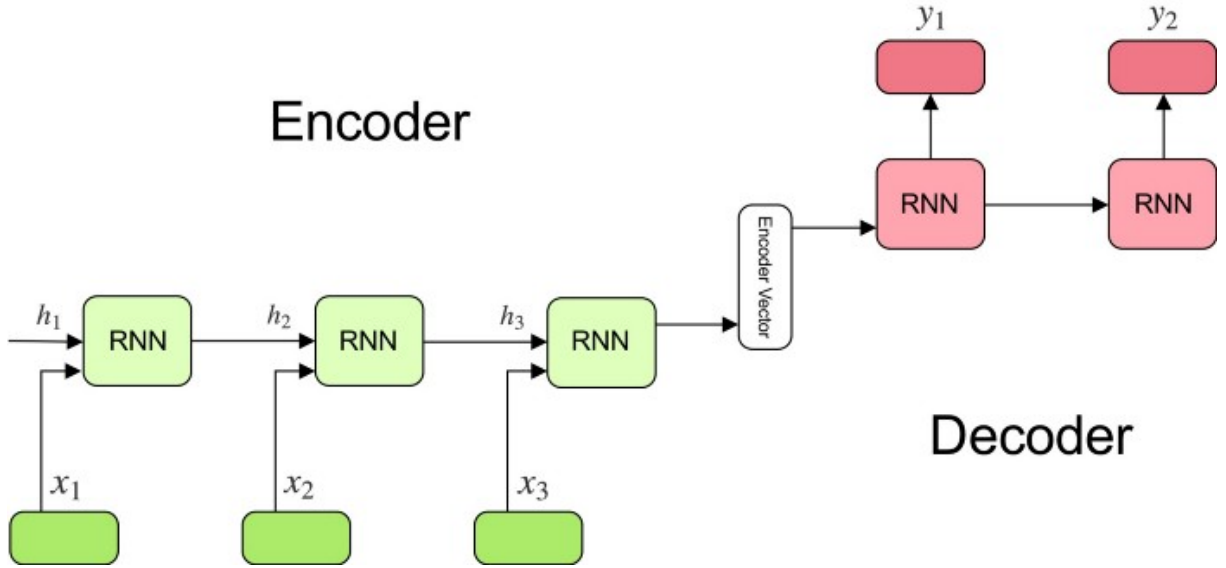 y₁
y₂
Encoder
RNN
RNN
Encoder Vector
h₁
RNN
h₂
RNN
h₃
RNN
Decoder
x₁
x₂
x₃